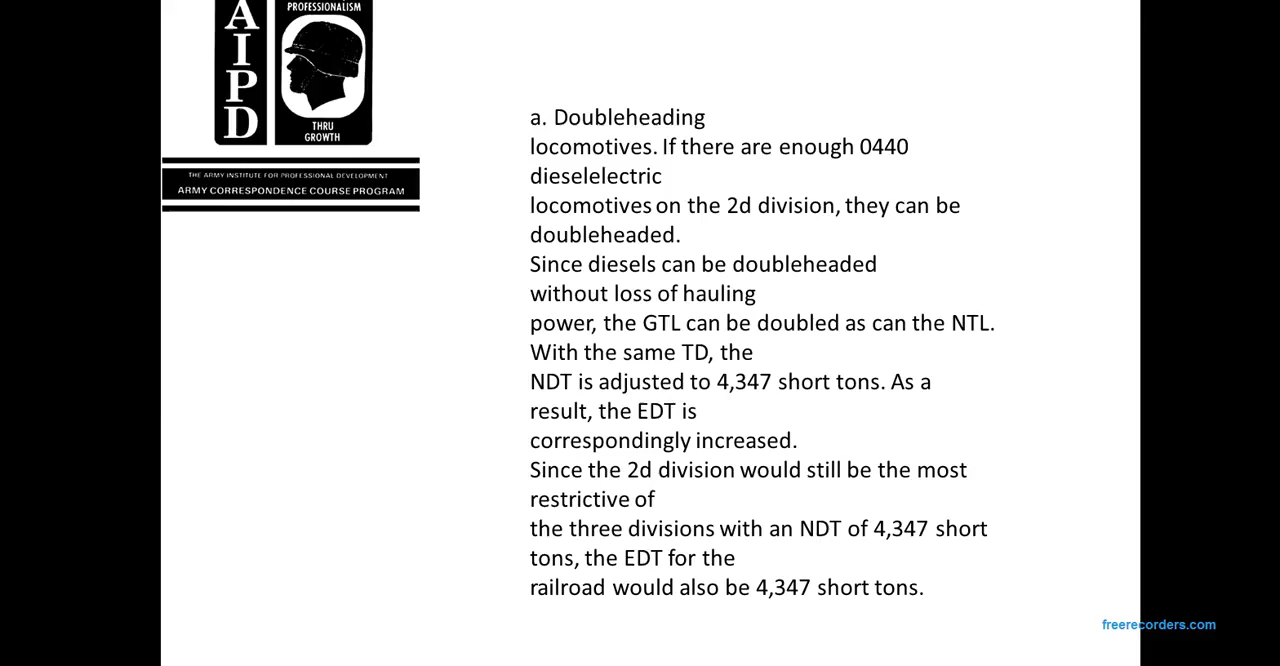 A
I
P
D
PROFESSIONALISM
THRU
GROWTH
THE ARMY INSTITUTE FOR PROFESSIONAL DEVELOPMENT
ARMY CORRESPONDENCE COURSE PROGRAM
a. Doubleheading
locomotives. If there are enough 0440
dieselelectric
locomotives on the 2d division, they can be
doubleheaded.
Since diesels can be doubleheaded
without loss of hauling
power, the GTL can be doubled as can the NTL.
With the same TD, the
NDT is adjusted to 4,347 short tons. As a
result, the EDT is
correspondingly increased.
Since the 2d division would still be the most
restrictive of
the three divisions with an NDT of 4,347 short
tons, the EDT for the
railroad would also be 4,347 short tons.
freerecorders.com